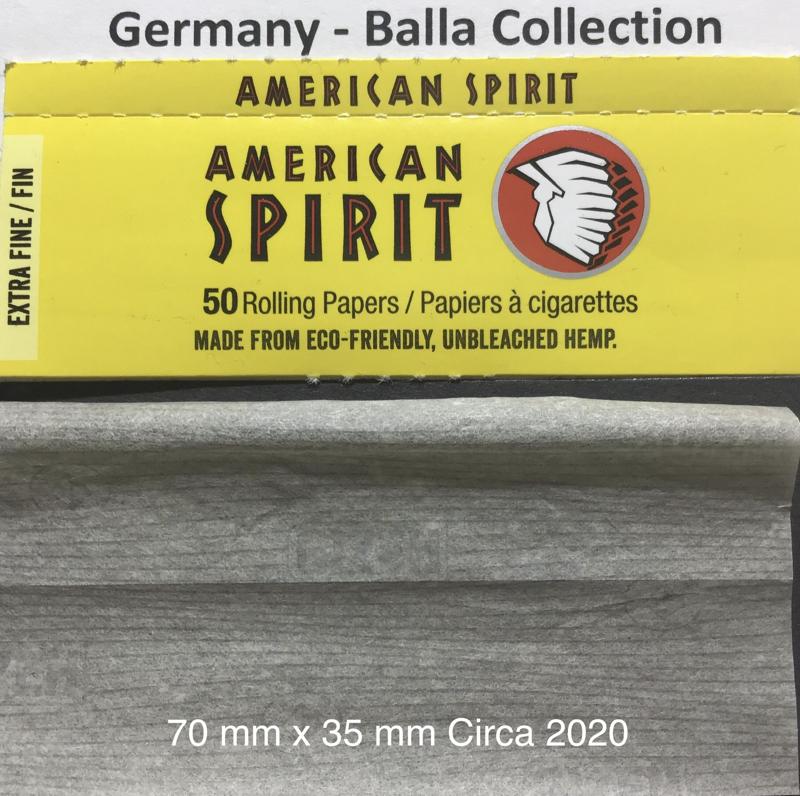 Germany - Balla Collection
AMERICAN SPIRIT
AMERICAN
SPIRIT
EXTRA FINE / FIN
50 Rolling Papers / Papiers à cigarettes
MADE FROM ECO-FRIENDLY, UNBLEACHED HEMP.
70 mm x 35 mm Circa 2020